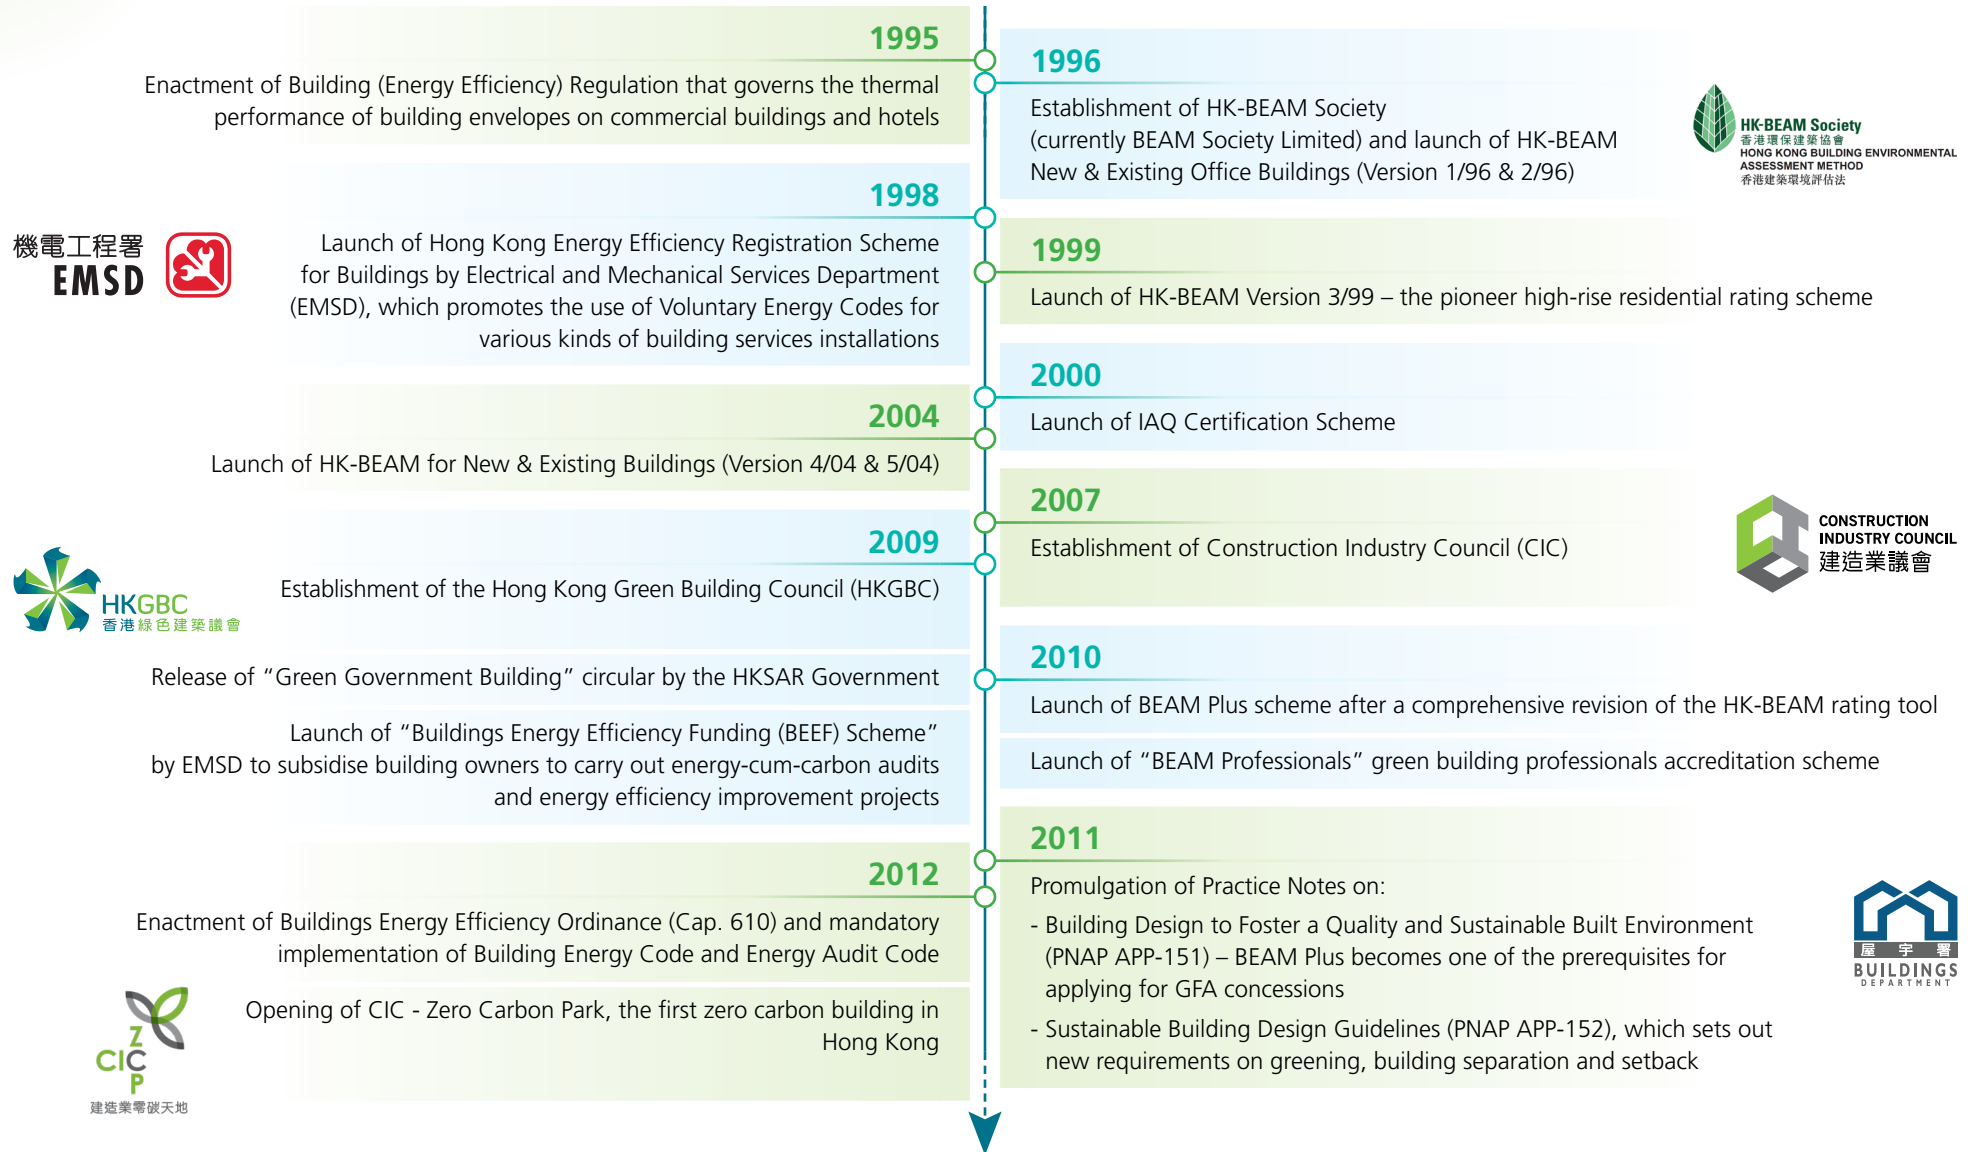 1995
Enactment of Building (Energy Efficiency) Regulation that governs the thermal
performance of building envelopes on commercial buildings and hotels
1996
Establishment of HK-BEAM Society
(currently BEAM Society Limited) and launch of HK-BEAM
New & Existing Office Buildings (Version 1/96 & 2/96)
HK-BEAM Society
香港環保建築協會
HONG KONG BUILDING ENVIRONMENTAL
ASSESSMENT METHOD
香港建築環境評估法
1998
Launch of Hong Kong Energy Efficiency Registration Scheme
for Buildings by Electrical and Mechanical Services Department
(EMSD), which promotes the use of Voluntary Energy Codes for
various kinds of building services installations
機電工程署
EMSD
1999
Launch of HK-BEAM Version 3/99 – the pioneer high-rise residential rating scheme
2000
Launch of IAQ Certification Scheme
2004
Launch of HK-BEAM for New & Existing Buildings (Version 4/04 & 5/04)
2007
Establishment of Construction Industry Council (CIC)
CONSTRUCTION
INDUSTRY COUNCIL
建造業議會
2009
Establishment of the Hong Kong Green Building Council (HKGBC)
HKGBC
香港綠色建築議會
Release of “Green Government Building” circular by the HKSAR Government
Launch of “Buildings Energy Efficiency Funding (BEEF) Scheme”
by EMSD to subsidise building owners to carry out energy-cum-carbon audits
and energy efficiency improvement projects
2010
Launch of BEAM Plus scheme after a comprehensive revision of the HK-BEAM rating tool
Launch of “BEAM Professionals” green building professionals accreditation scheme
2011
Promulgation of Practice Notes on:
- Building Design to Foster a Quality and Sustainable Built Environment
(PNAP APP-151) – BEAM Plus becomes one of the prerequisites for
applying for GFA concessions
- Sustainable Building Design Guidelines (PNAP APP-152), which sets out
new requirements on greening, building separation and setback
屋宇署
BUILDINGS
DEPARTMENT
2012
Enactment of Buildings Energy Efficiency Ordinance (Cap. 610) and mandatory
implementation of Building Energy Code and Energy Audit Code
Opening of CIC - Zero Carbon Park, the first zero carbon building in
Hong Kong
Z
CIC
P
建造業零碳天地